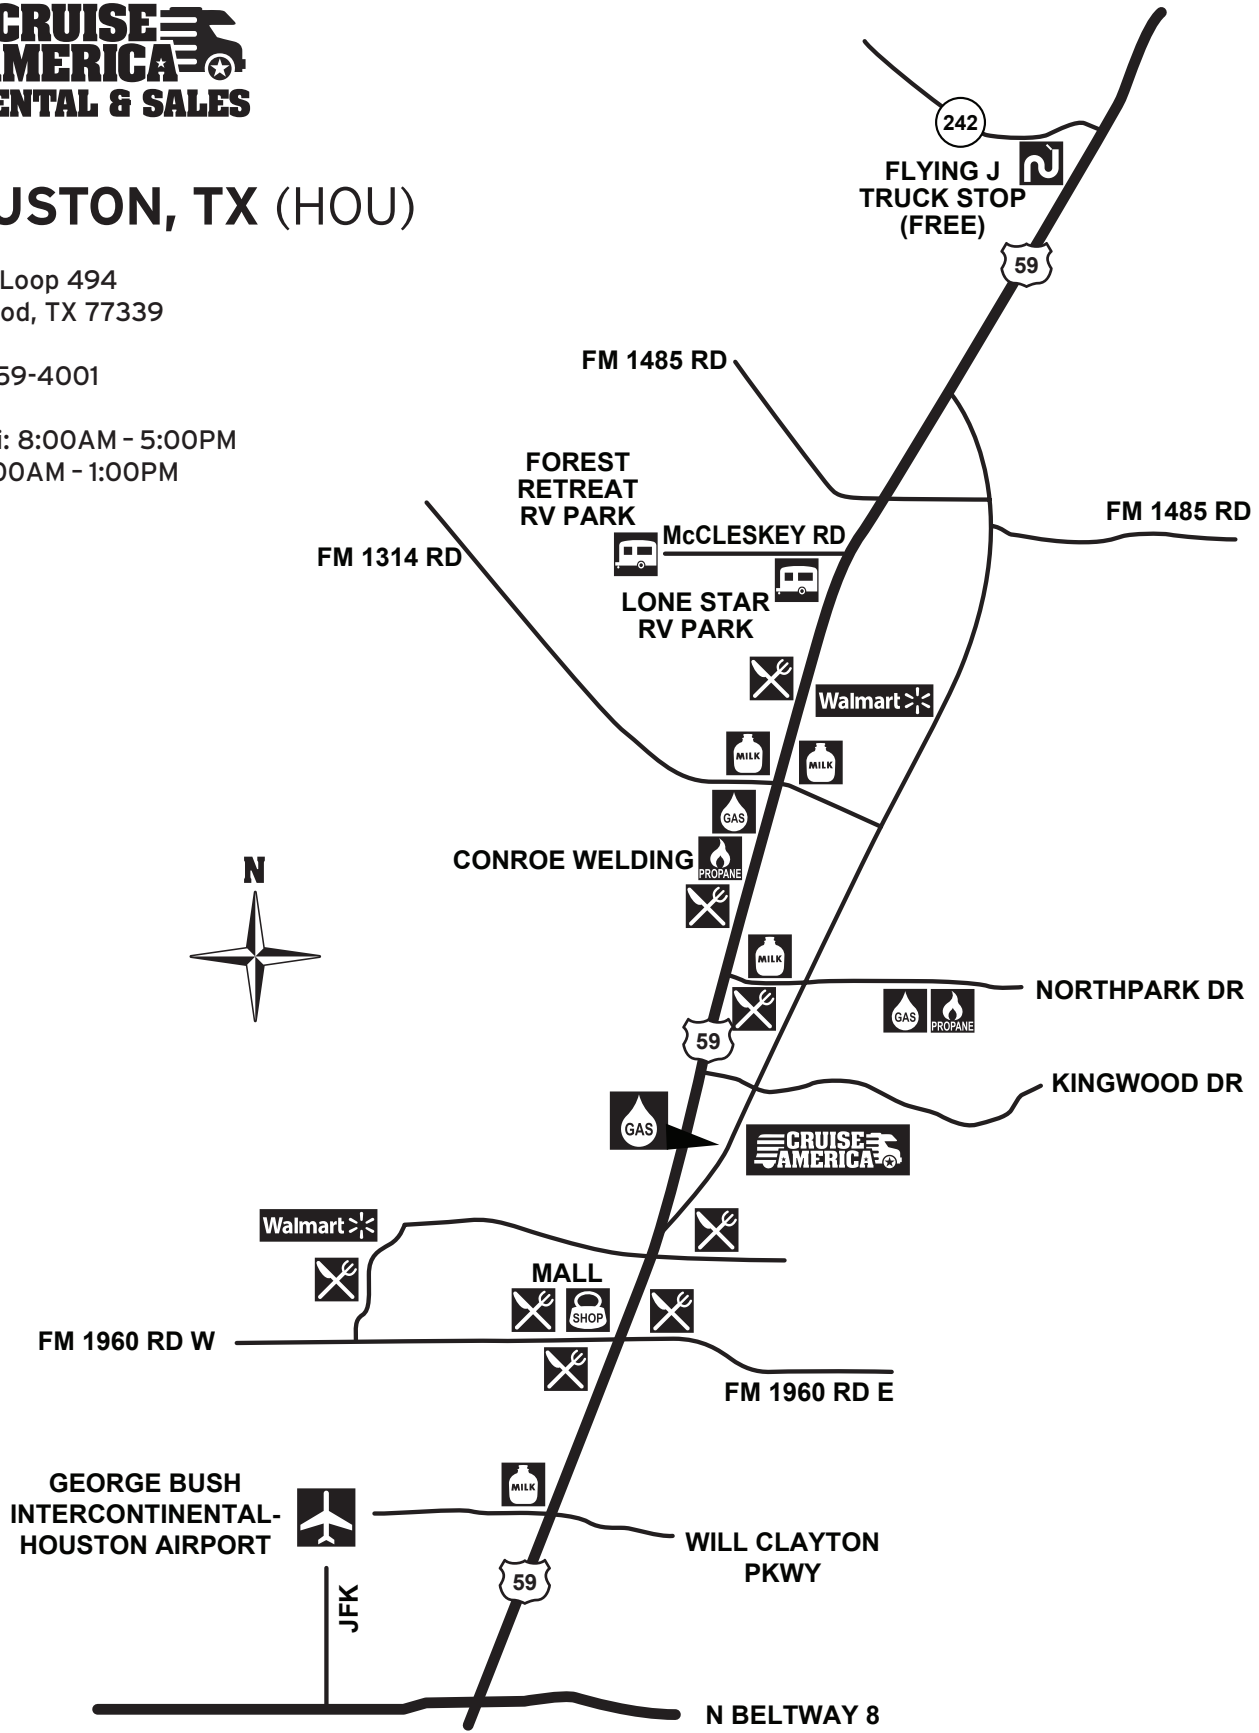 CRUISE
AMERICA
RENTAL & SALES
USTON, TX (HOU)
Loop 494
od, TX 77339
59-4001
i: 8:00AM - 5:00PM
00AM - 1:00PM
242
FLYING J
TRUCK STOP
(FREE)
59
FM 1485 RD
FOREST
RETREAT
RV PARK
McCLESKEY RD
FM 1485 RD
FM 1314 RD
LONE STAR
RV PARK
Walmart
MILK
MILK
GAS
CONROE WELDING
PROPANE
N
MILK
NORTHPARK DR
GAS
PROPANE
59
KINGWOOD DR
GAS
CRUISE
AMERICA
Walmart
MALL
SHOP
FM 1960 RD W
FM 1960 RD E
GEORGE BUSH
INTERCONTINENTAL-
HOUSTON AIRPORT
MILK
WILL CLAYTON
PKWY
59
JFK
N BELTWAY 8